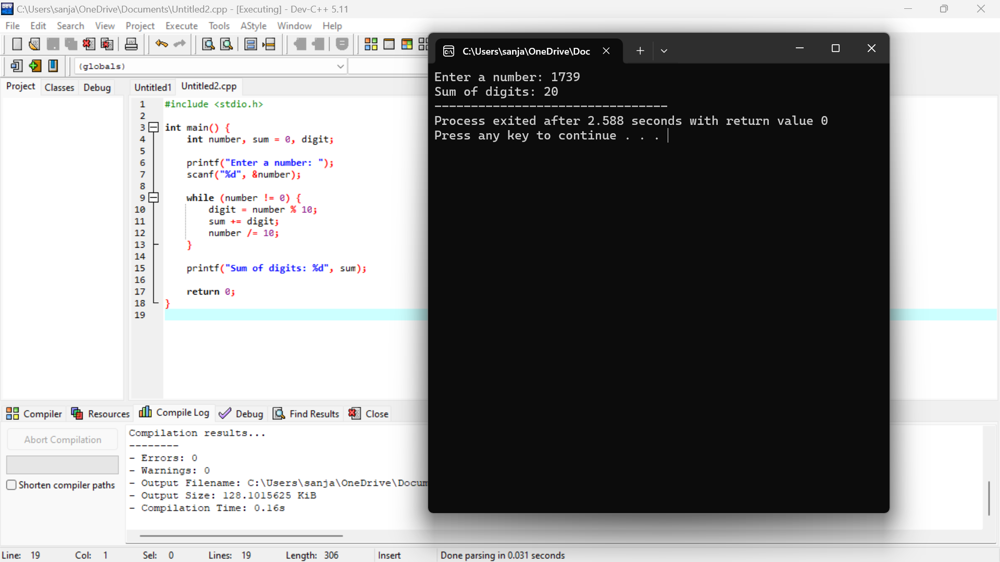 C:\Users\sanja\OneDrive\Documents\Untitled2.cpp - [Executing] - Dev-C++ 5.11
File Edit Search View Project Execute Tools AStyle Window Help
(globals)
Project Classes Debug
Untitled1 Untitled2.cpp
1 #include <stdio.h>
2
3 int main() {
4     int number, sum = 0, digit;
5
6     printf("Enter a number: ");
7     scanf("%d", &number);
8
9     while (number != 0) {
10         digit = number % 10;
11         sum += digit;
12         number /= 10;
13     }
14
15     printf("Sum of digits: %d", sum);
16
17     return 0;
18 }
19
C:\Users\sanja\OneDrive\Doc
Enter a number: 1739
Sum of digits: 20
--------------------------------
Process exited after 2.588 seconds with return value 0
Press any key to continue . . .
Compiler Resources Compile Log Debug Find Results Close
Abort Compilation
Shorten compiler paths
Compilation results...
--------
- Errors: 0
- Warnings: 0
- Output Filename: C:\Users\sanja\OneDrive\Docum
- Output Size: 128.1015625 KiB
- Compilation Time: 0.16s
Line: 19 Col: 1 Sel: 0 Lines: 19 Length: 306 Insert Done parsing in 0.031 seconds